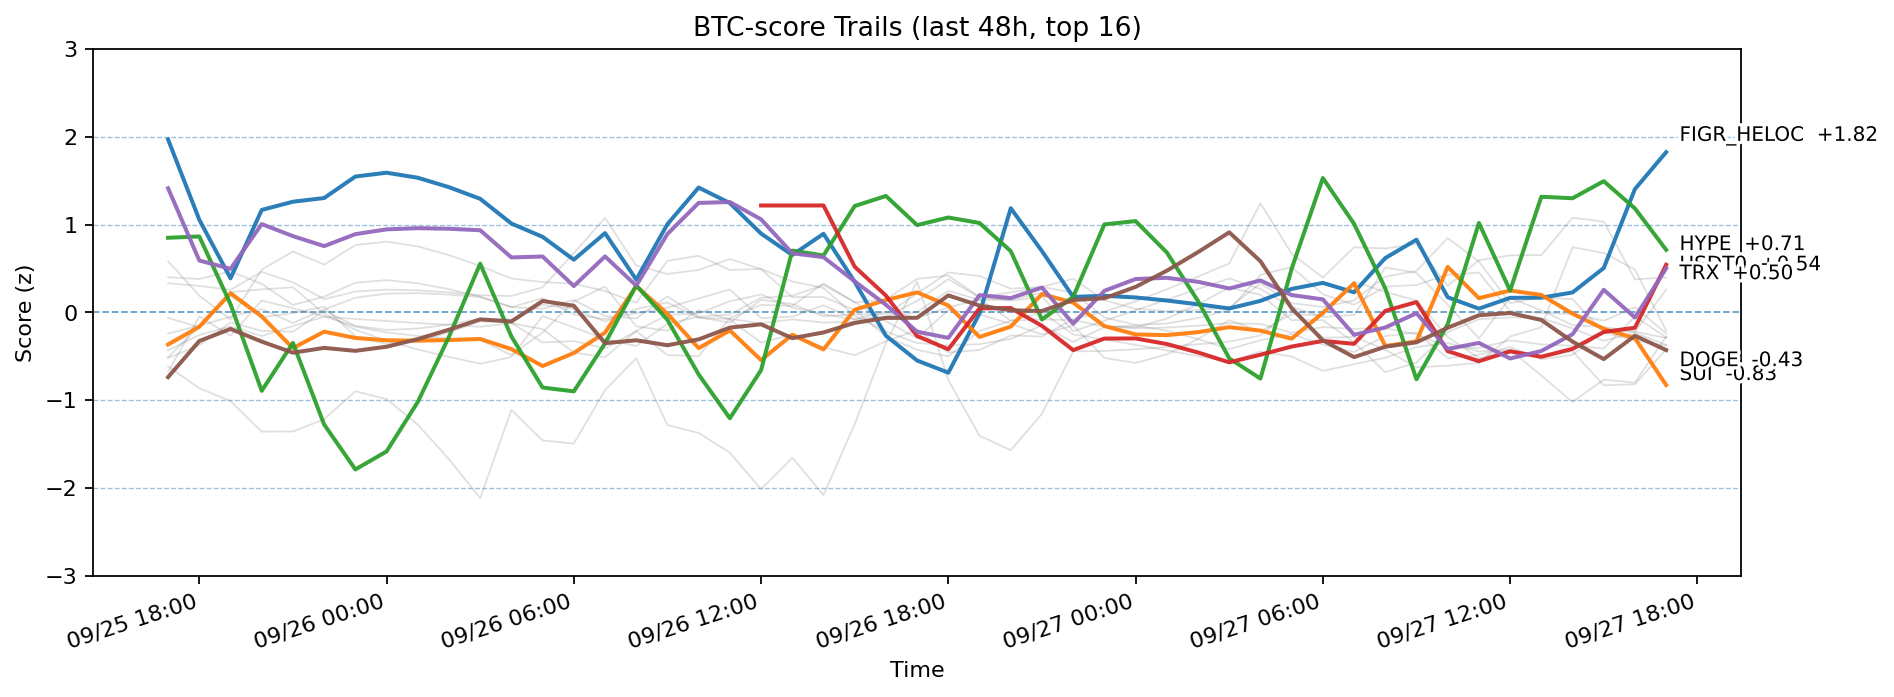 BTC-score Trails (last 48h, top 16)
3
2
1
0
−1
−2
−3
Score (z)
FIGR_HELOC +1.82
HYPE +0.71
USDT0 +0.54
TRX +0.50
DOGE -0.43
SUI -0.83
09/25 18:00
09/26 00:00
09/26 06:00
09/26 12:00
09/26 18:00
09/27 00:00
09/27 06:00
09/27 12:00
09/27 18:00
Time